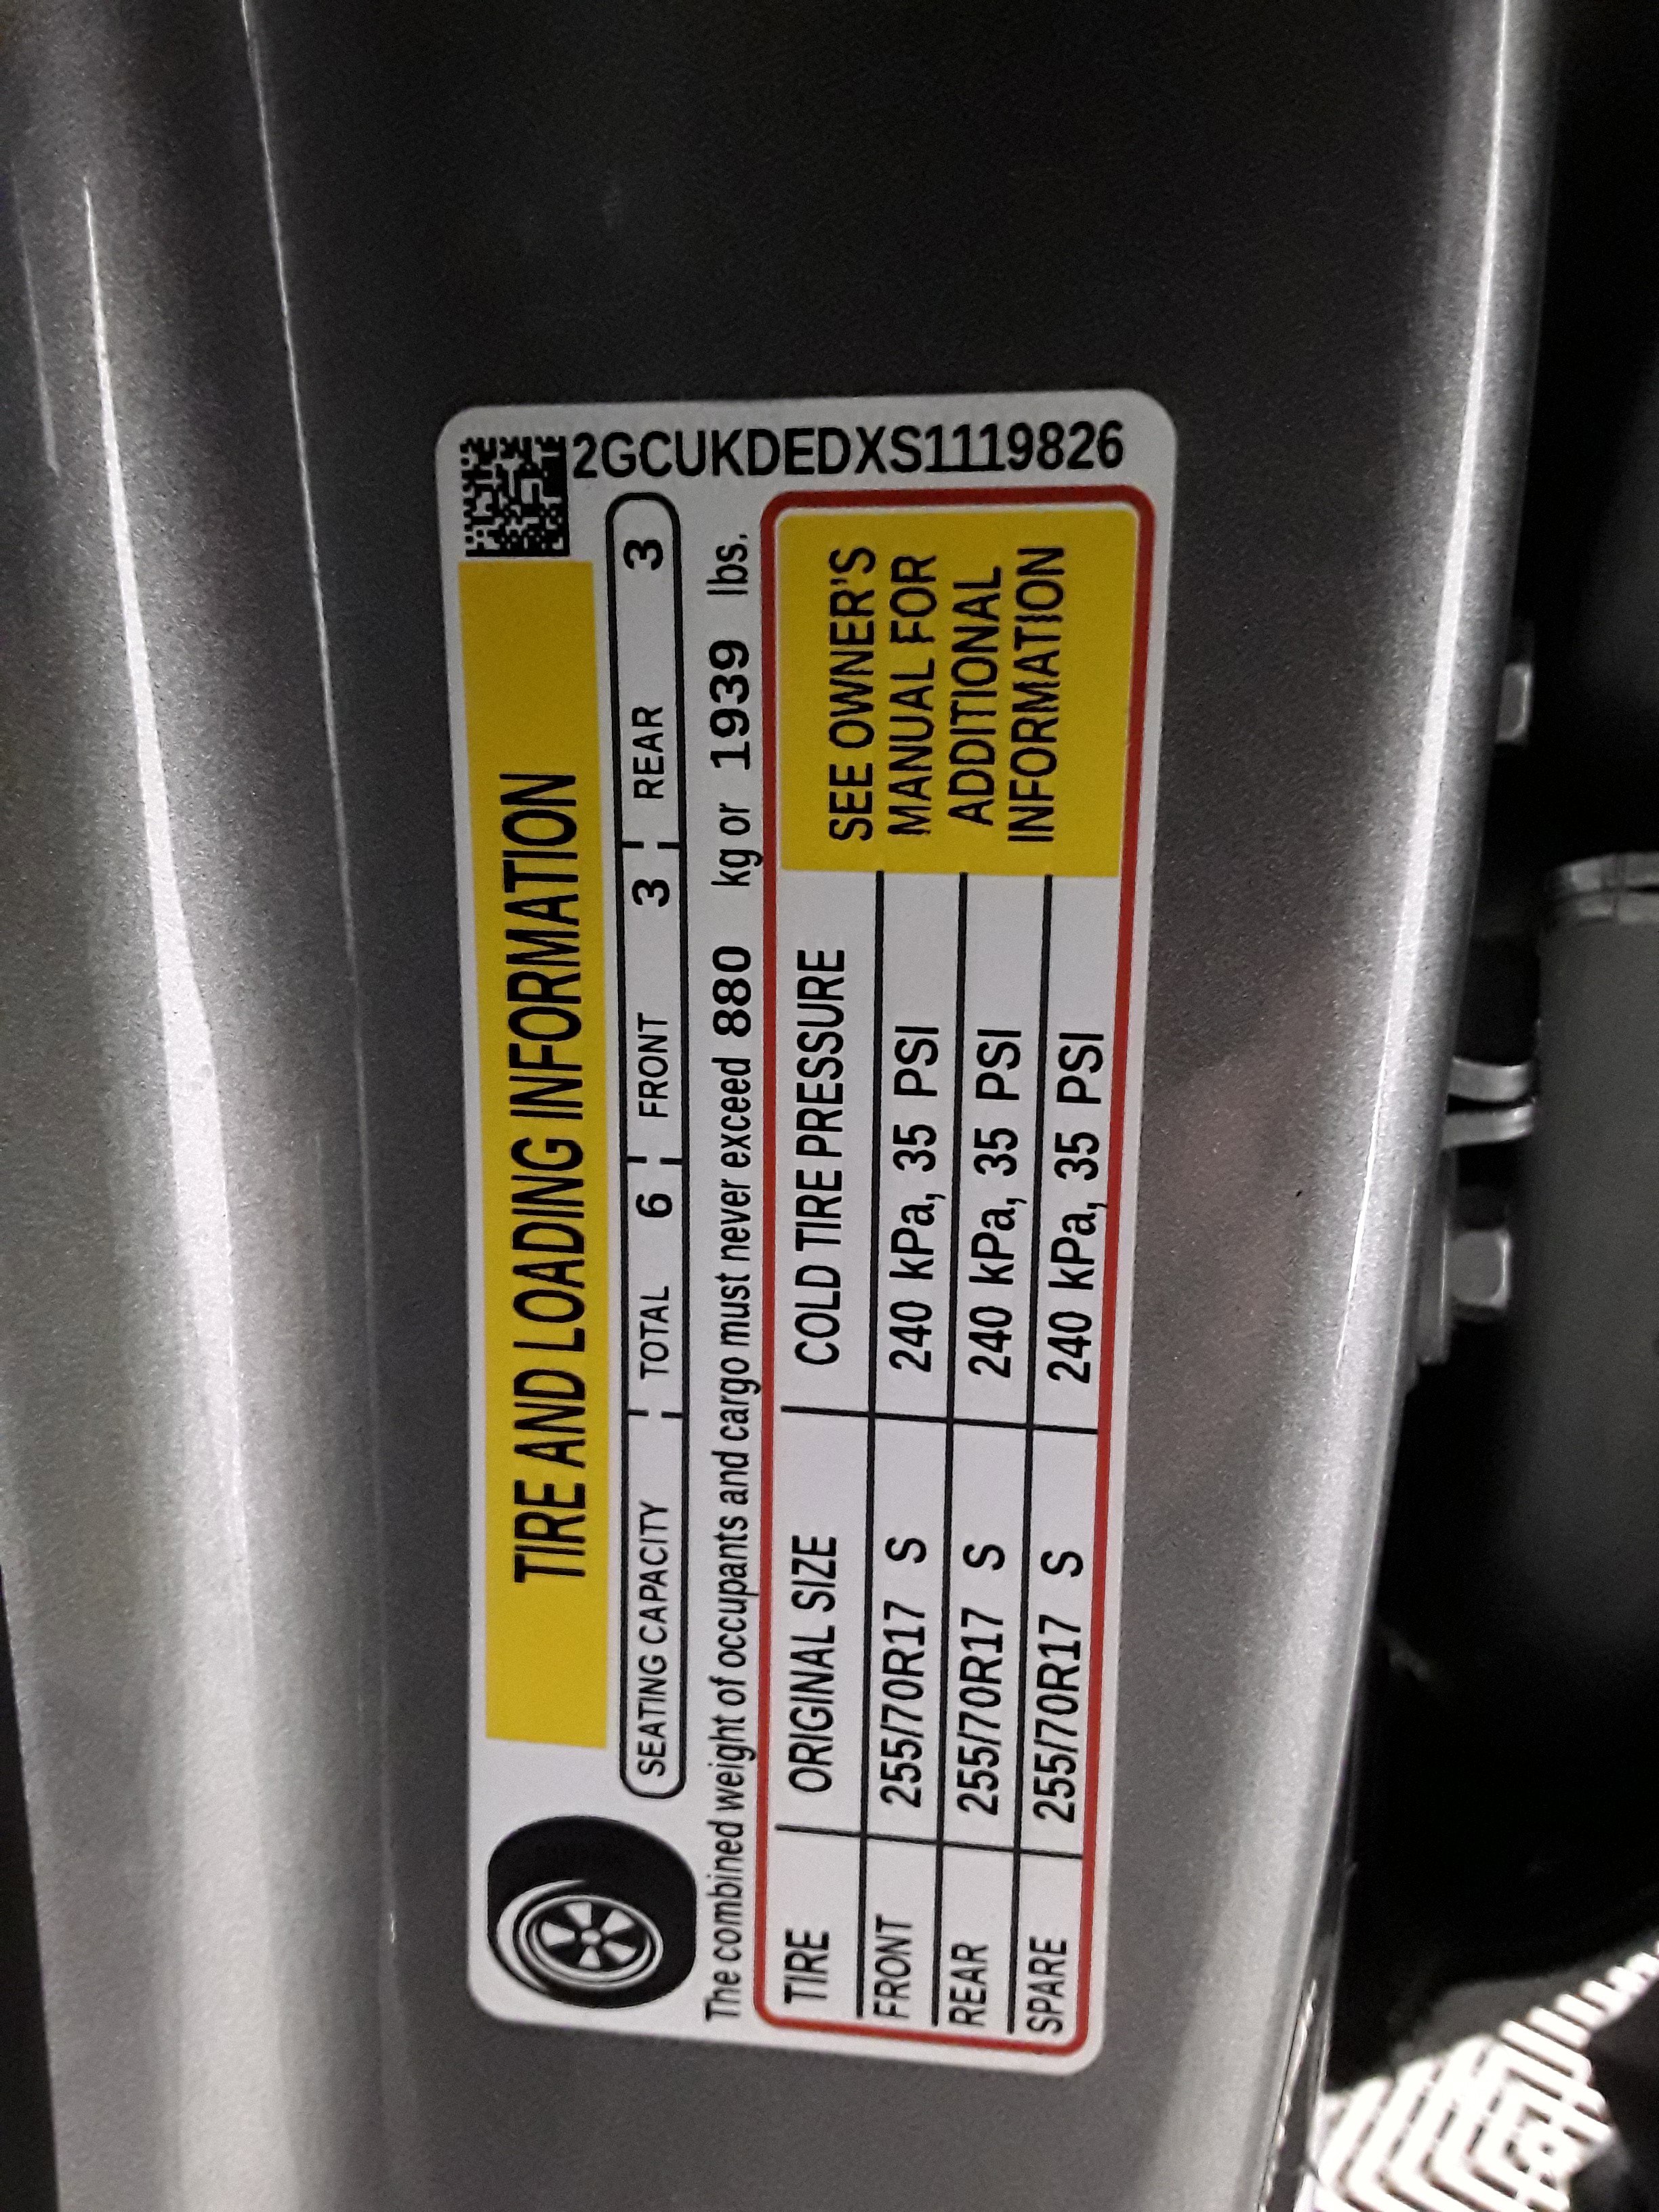 TIRE AND LOADING INFORMATION
SEATING CAPACITY TOTAL 6 FRONT 3 REAR 3
The combined weight of occupants and cargo must never exceed 880 kg or 1939 lbs.
TIRE ORIGINAL SIZE COLD TIRE PRESSURE
FRONT 255/70R17 S 240 kPa, 35 PSI
REAR 255/70R17 S 240 kPa, 35 PSI
SPARE 255/70R17 S 240 kPa, 35 PSI
SEE OWNER'S
MANUAL FOR
ADDITIONAL
INFORMATION
2GCUKDEDXS1119826